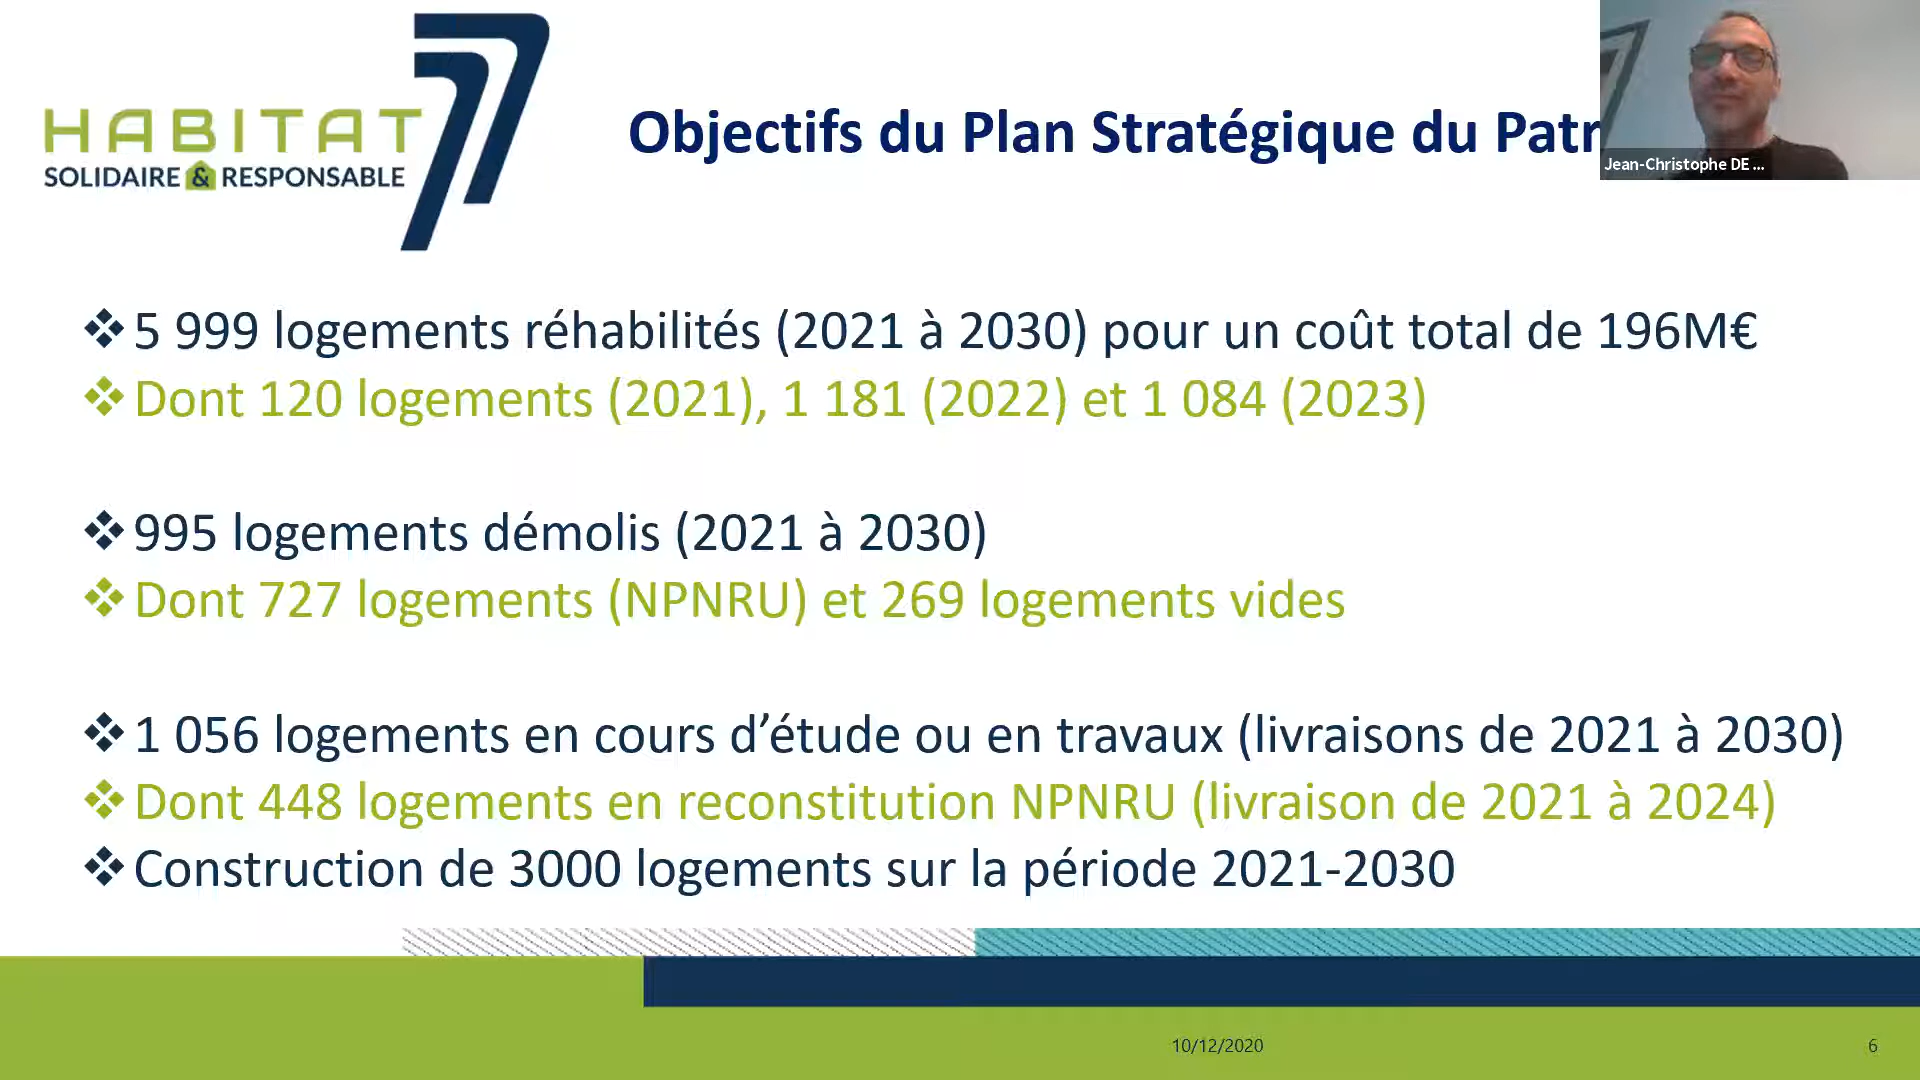 HABITAT 77
SOLIDAIRE & RESPONSABLE
Objectifs du Plan Stratégique du Patr
Jean-Christophe DE ...
❖ 5 999 logements réhabilités (2021 à 2030) pour un coût total de 196M€
❖ Dont 120 logements (2021), 1 181 (2022) et 1 084 (2023)
❖ 995 logements démolis (2021 à 2030)
❖ Dont 727 logements (NPNRU) et 269 logements vides
❖ 1 056 logements en cours d’étude ou en travaux (livraisons de 2021 à 2030)
❖ Dont 448 logements en reconstitution NPNRU (livraison de 2021 à 2024)
❖ Construction de 3000 logements sur la période 2021-2030
10/12/2020
6